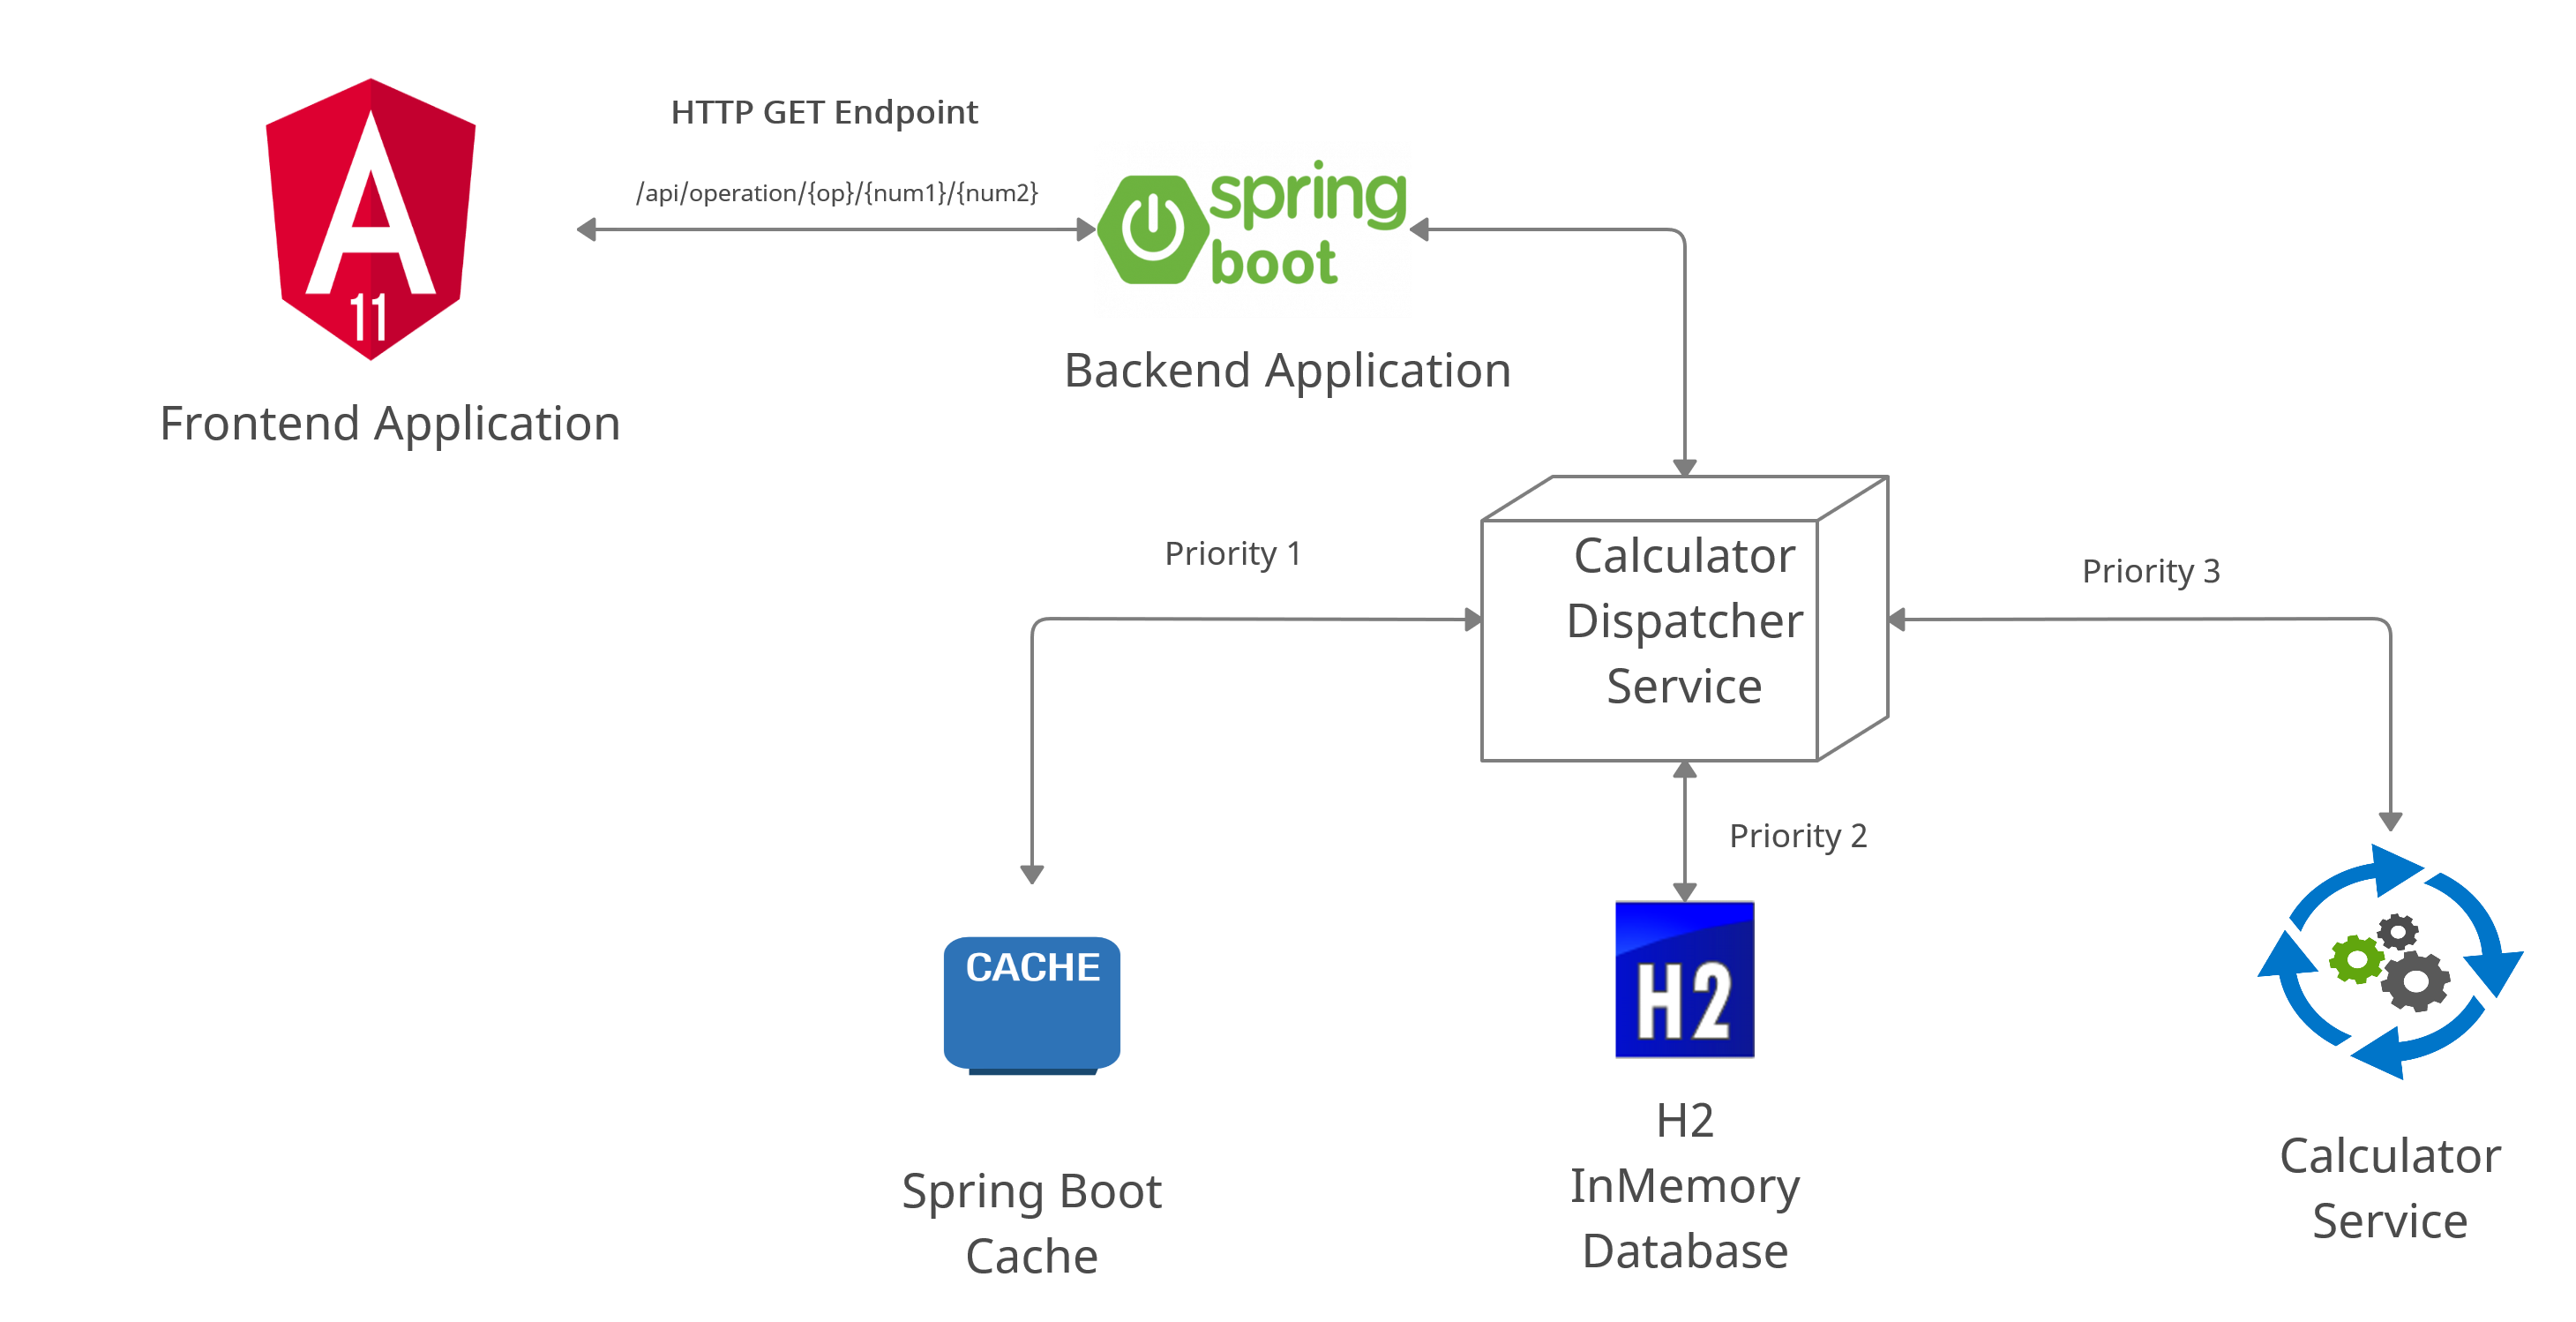 HTTP GET Endpoint
/api/operation/{op}/{num1}/{num2}
A
11
spring
boot
Frontend Application
Backend Application
Calculator
Dispatcher
Service
Priority 1
Priority 3
Priority 2
CACHE
H2
Spring Boot
Cache
H2
InMemory
Database
Calculator
Service